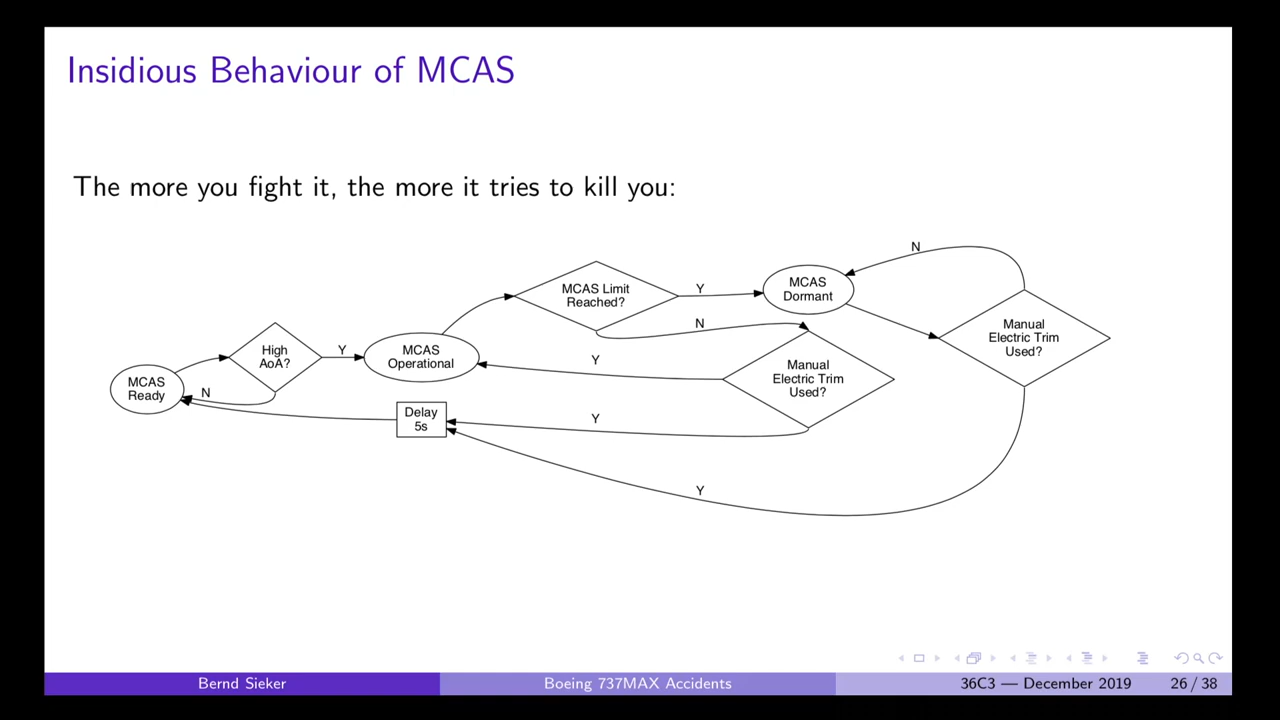 Insidious Behaviour of MCAS
The more you fight it, the more it tries to kill you:
MCAS
Ready
High
AoA?
N
Y
MCAS
Operational
MCAS Limit
Reached?
Y
N
MCAS
Dormant
N
Manual
Electric Trim
Used?
Manual
Electric Trim
Used?
Y
Y
Y
Delay
5s
Bernd Sieker
Boeing 737MAX Accidents
36C3 — December 2019
26 / 38